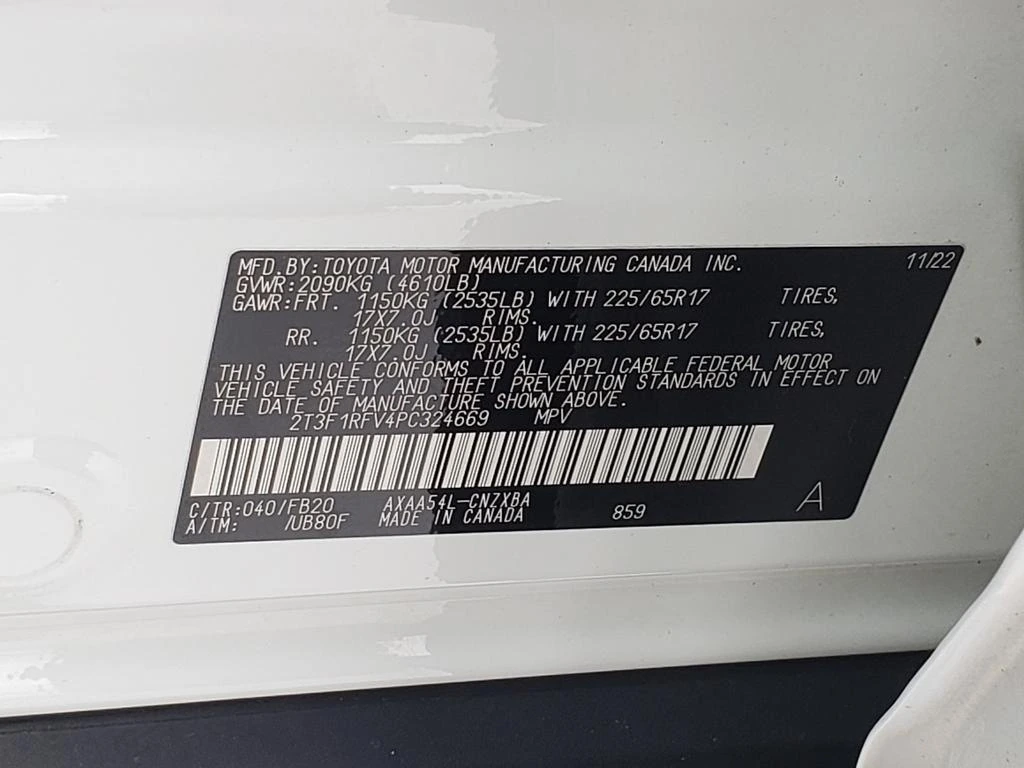 MFD.BY:TOYOTA MOTOR MANUFACTURING CANADA INC. 11/22
GVWR:2090KG (4610LB)
GAWR:FRT. 1150KG (2535LB) WITH 225/65R17 TIRES,
17X7.0J RIMS.
RR. 1150KG (2535LB) WITH 225/65R17 TIRES,
17X7.0J RIMS.
THIS VEHICLE CONFORMS TO ALL APPLICABLE FEDERAL MOTOR
VEHICLE SAFETY AND THEFT PREVENTION STANDARDS IN EFFECT ON
THE DATE OF MANUFACTURE SHOWN ABOVE.
2T3F1RFV4PC324669 MPV
C/TR:040/FB20 AXAA54L-CNZXBA
A/TM: /UB80F MADE IN CANADA 859 A